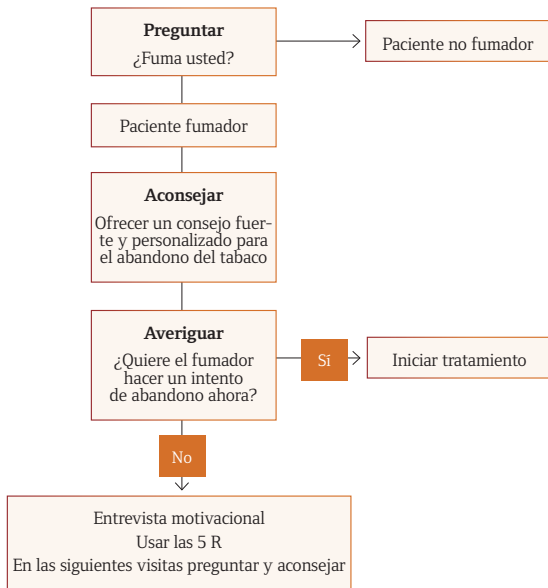 Preguntar
¿Fuma usted?
Paciente no fumador
Paciente fumador
Aconsejar
Ofrecer un consejo fuer-
te y personalizado para
el abandono del tabaco
Averiguar
¿Quiere el fumador
hacer un intento
de abandono ahora?
Sí
Iniciar tratamiento
No
Entrevista motivacional
Usar las 5 R
En las siguientes visitas preguntar y aconsejar